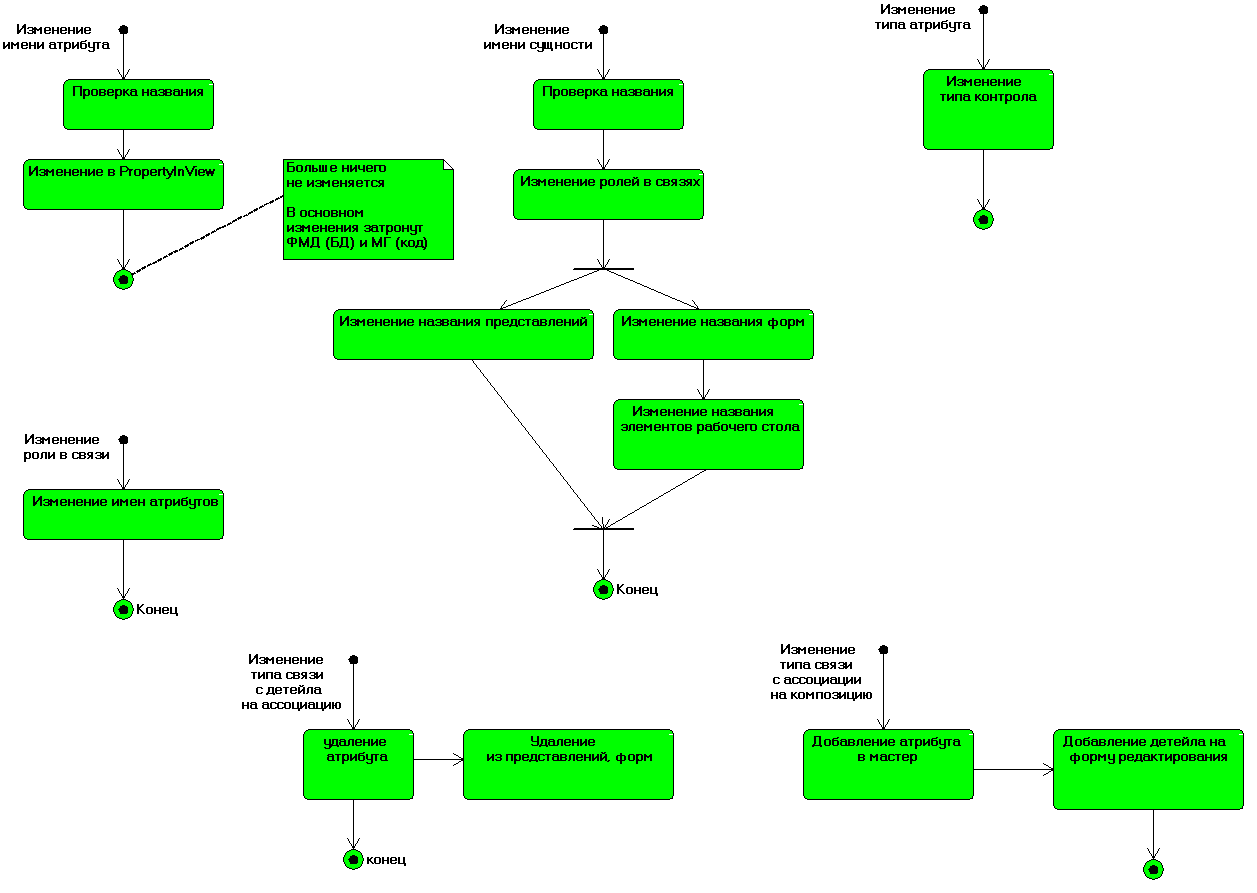 Изменение
имени атрибута
Проверка названия
Изменение в PropertyInView
Больше ничего
не изменяется
В основном
изменения затронут
ФМД (БД) и МГ (код)
Изменение
имени сущности
Проверка названия
Изменение ролей в связях
Изменение названия представлений
Изменение названия форм
Изменение названия
элементов рабочего стола
Конец
Изменение
типа атрибута
Изменение
типа контрола
Изменение
роли в связи
Изменение имен атрибутов
Конец
Изменение
типа связи
с детейла
на ассоциацию
удаление
атрибута
Удаление
из представлений, форм
конец
Изменение
типа связи
с ассоциации
на композицию
Добавление атрибута
в мастер
Добавление детейла на
форму редактирования